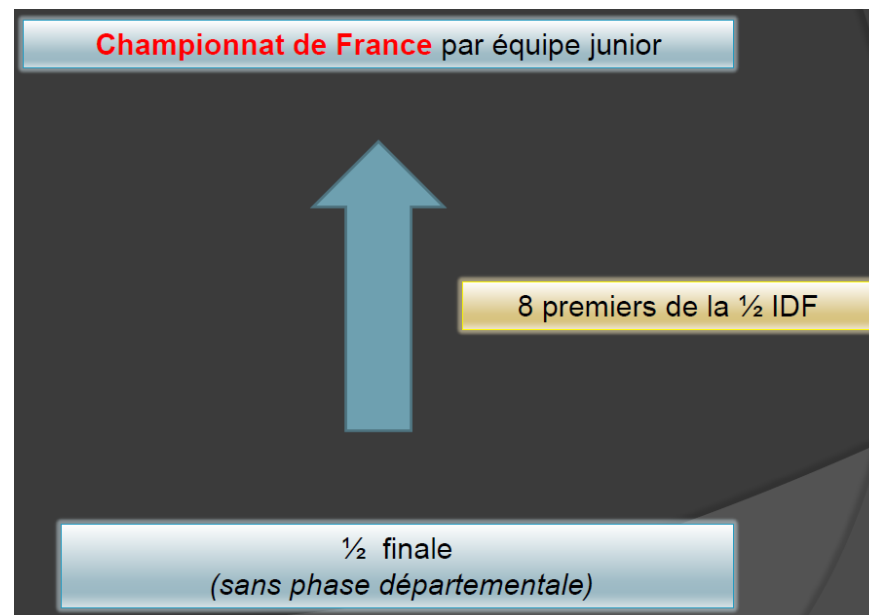 Championnat de France par équipe junior
8 premiers de la ½ IDF
½ finale
(sans phase départementale)